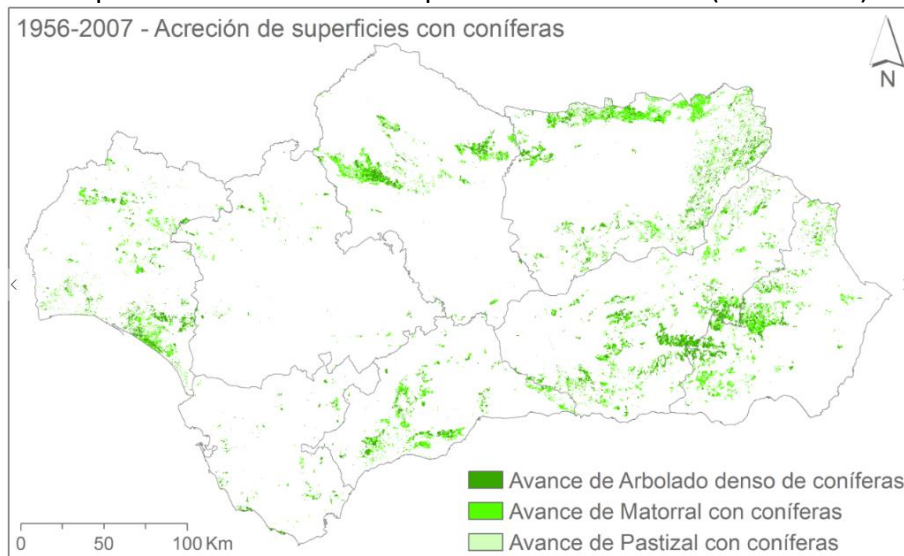 1956-2007 - Acreción de superficies con coníferas
N
Avance de Arbolado denso de coníferas
Avance de Matorral con coníferas
Avance de Pastizal con coníferas
0 50 100 Km